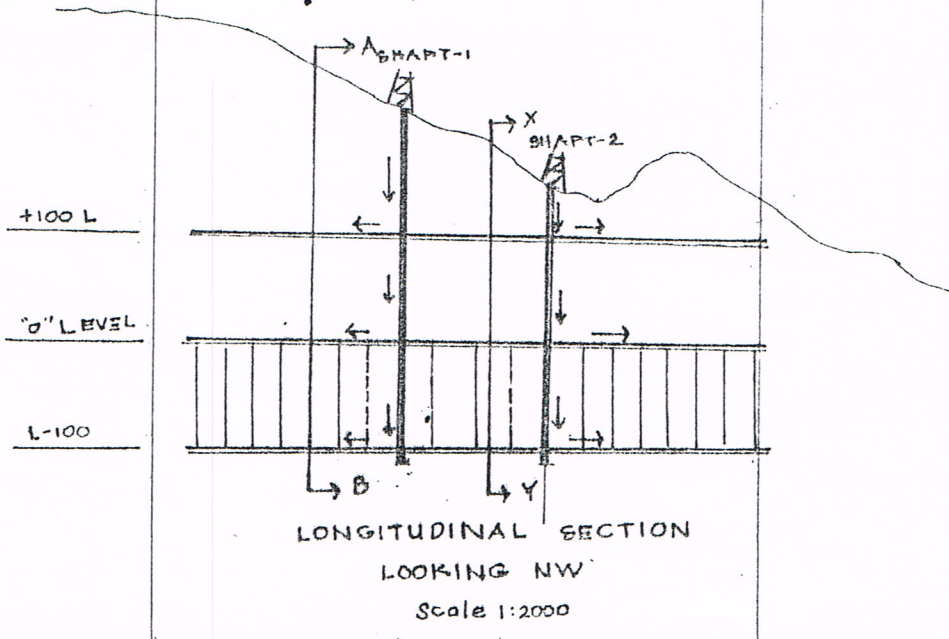 A
SHAFT-1
X
SHAFT-2
+100 L
"0" LEVEL
L-100
B
Y
LONGITUDINAL SECTION
LOOKING NW
Scale 1:2000